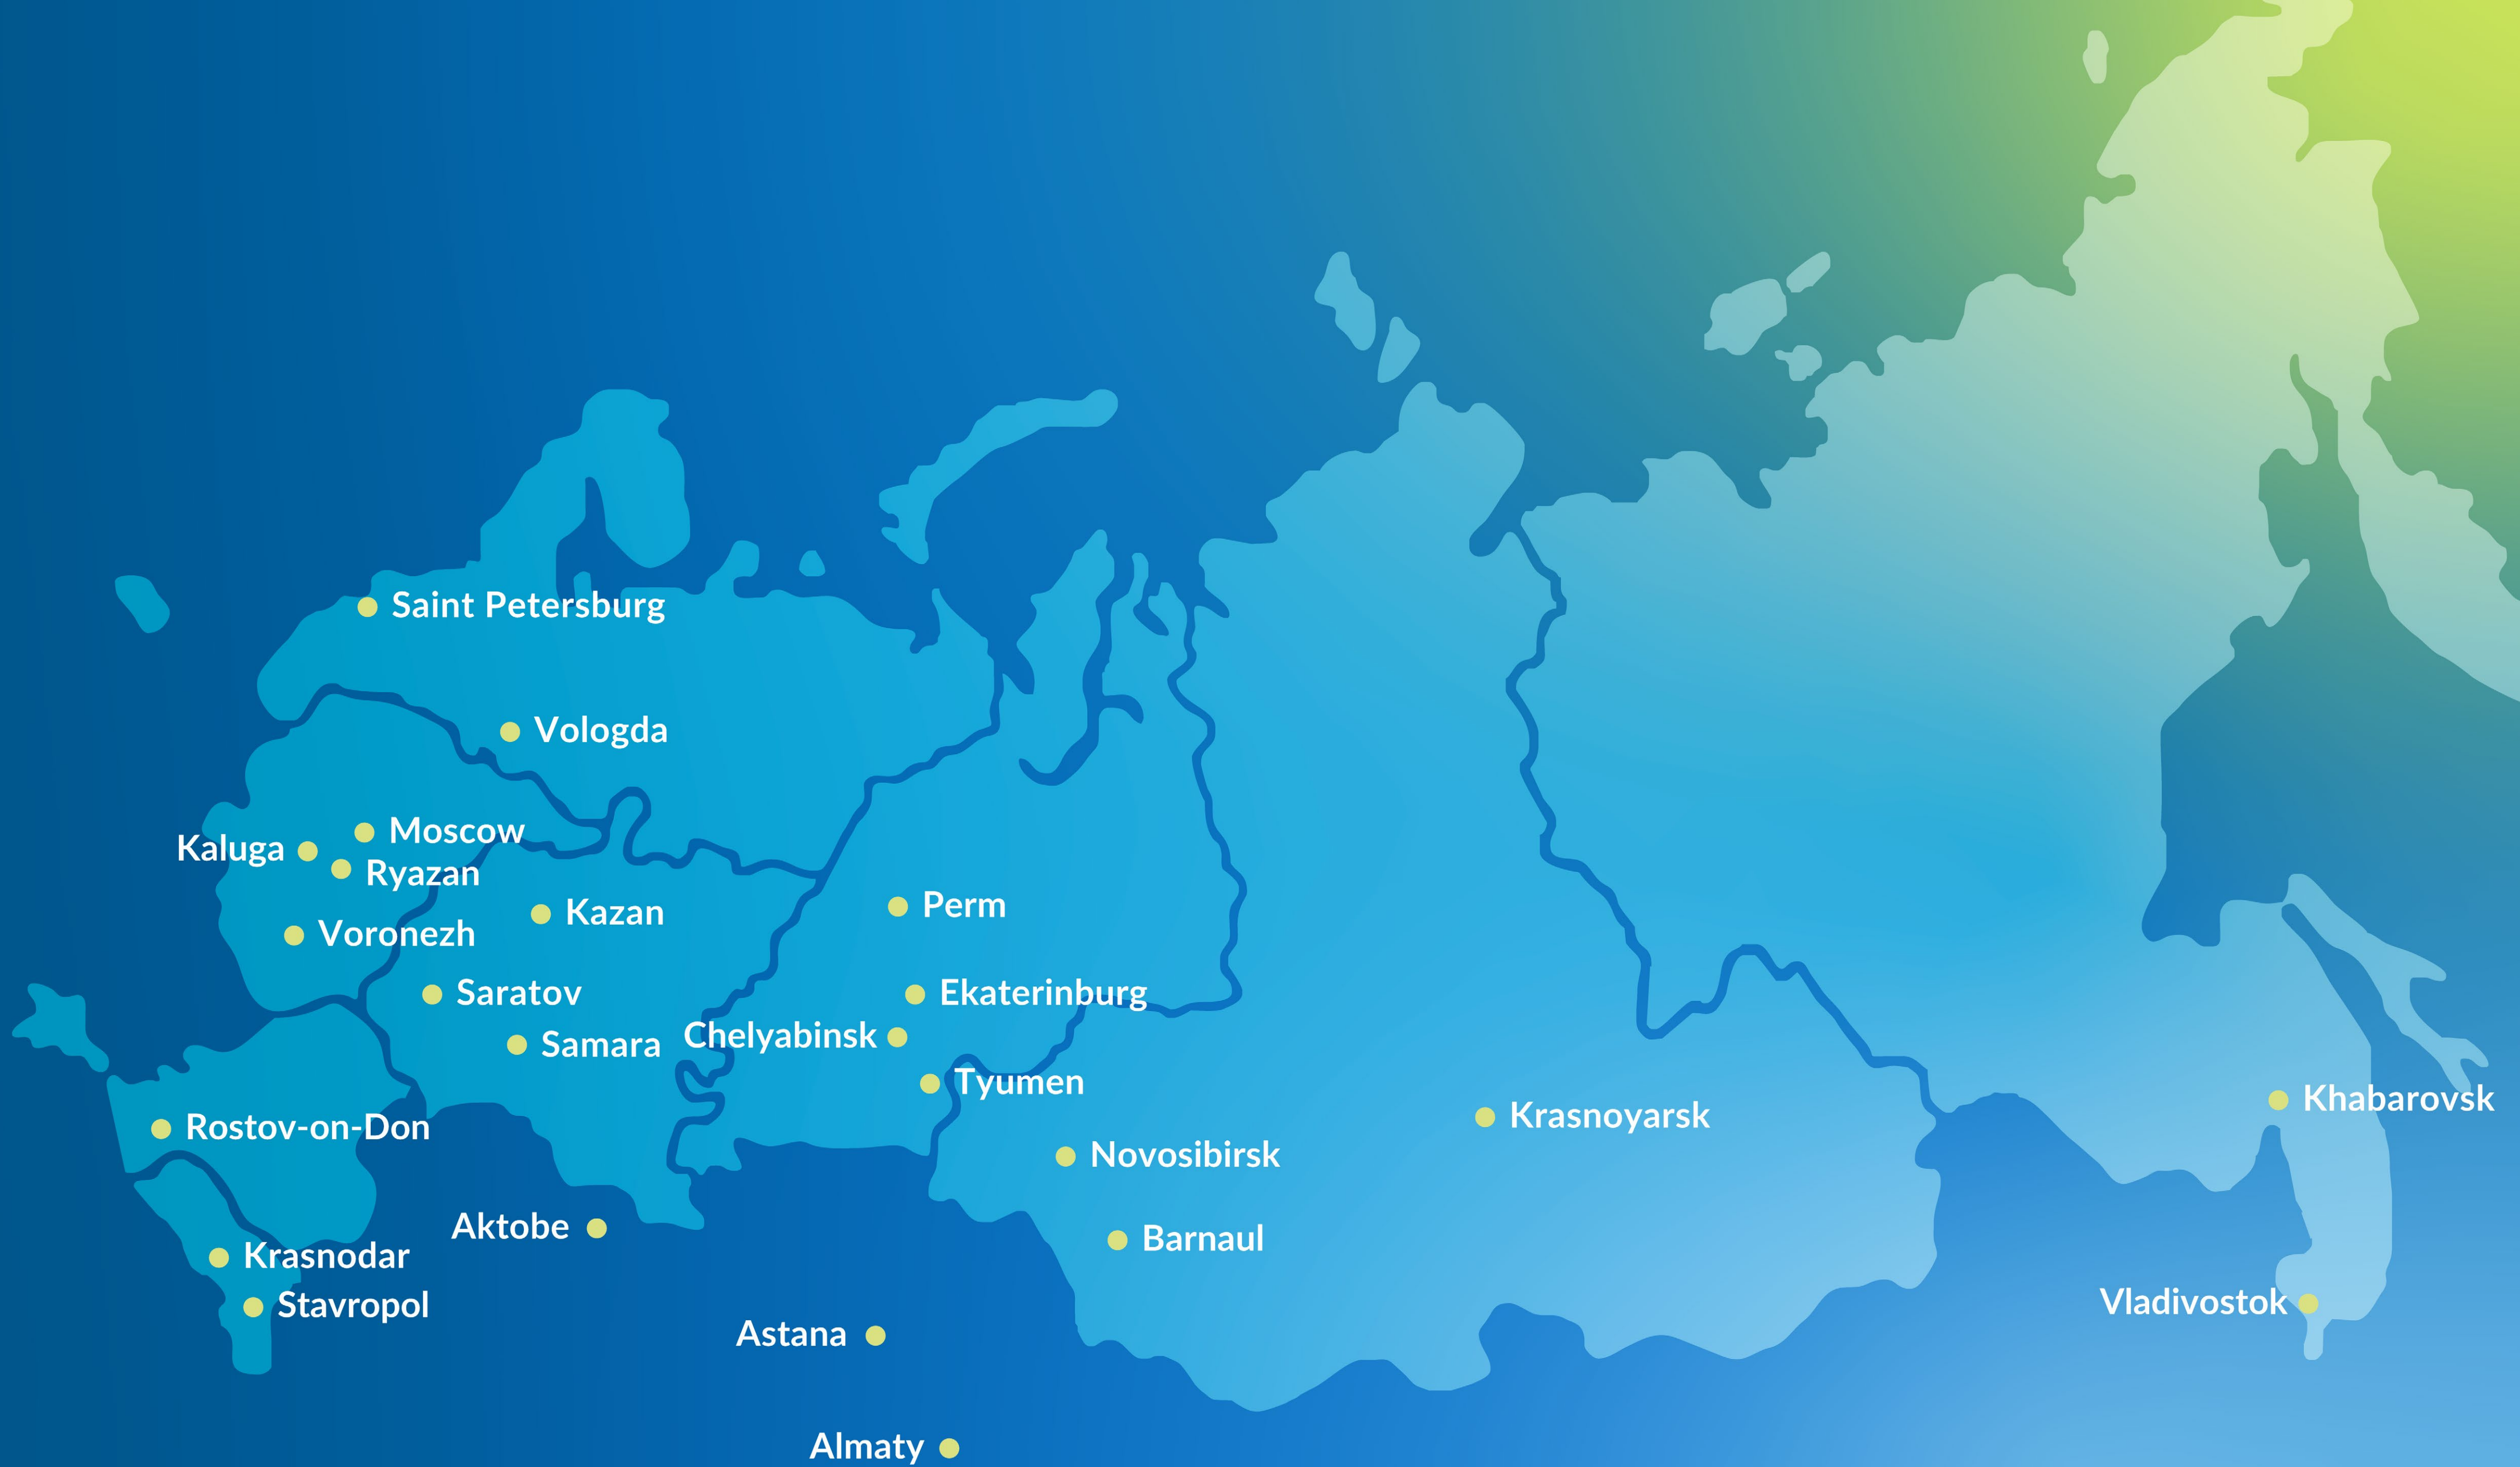 Saint Petersburg
Vologda
Moscow
Kaluga
Ryazan
Kazan
Perm
Voronezh
Saratov
Ekaterinburg
Samara
Chelyabinsk
Tyumen
Khabarovsk
Krasnoyarsk
Rostov-on-Don
Novosibirsk
Aktobe
Barnaul
Krasnodar
Stavropol
Vladivostok
Astana
Almaty